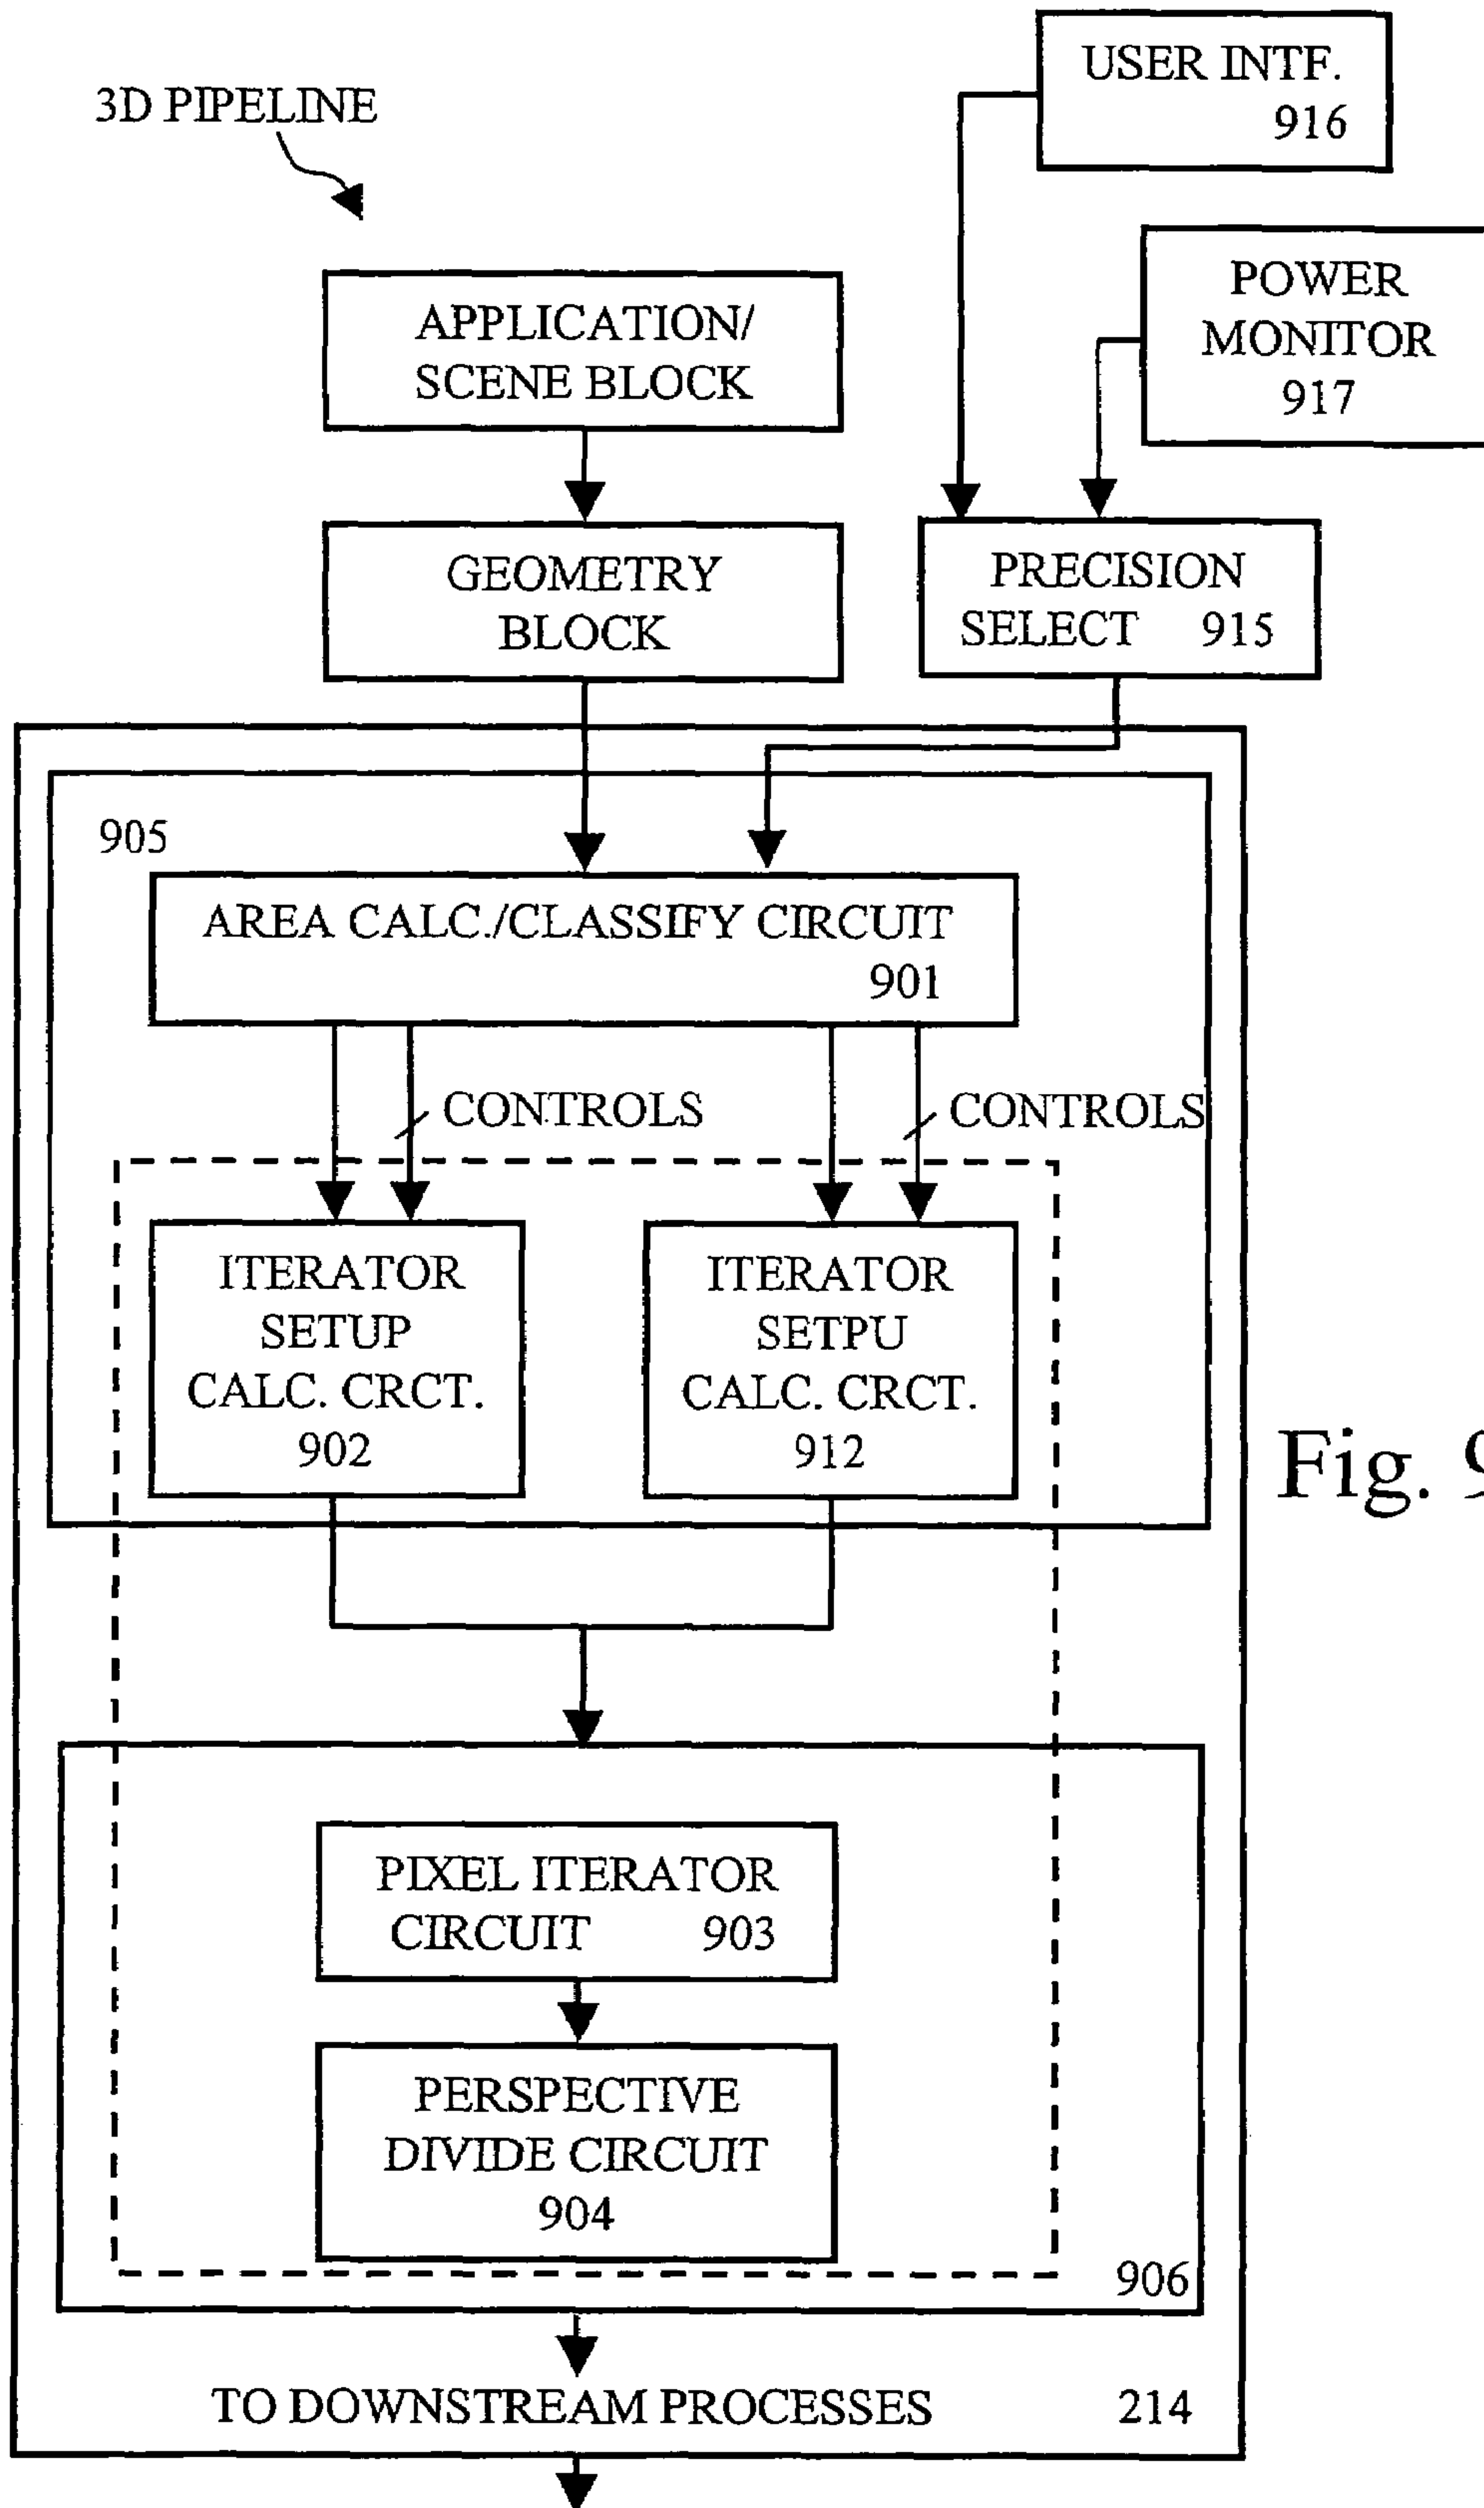 USER INTF.
916
3D PIPELINE
POWER
MONITOR
917
APPLICATION/
SCENE BLOCK
GEOMETRY
BLOCK
PRECISION
SELECT 915
905
AREA CALC./CLASSIFY CIRCUIT
901
CONTROLS
CONTROLS
ITERATOR
SETUP
CALC. CRCT.
902
ITERATOR
SETPU
CALC. CRCT.
912
Fig. 9
PIXEL ITERATOR
CIRCUIT 903
PERSPECTIVE
DIVIDE CIRCUIT
904
906
TO DOWNSTREAM PROCESSES 214